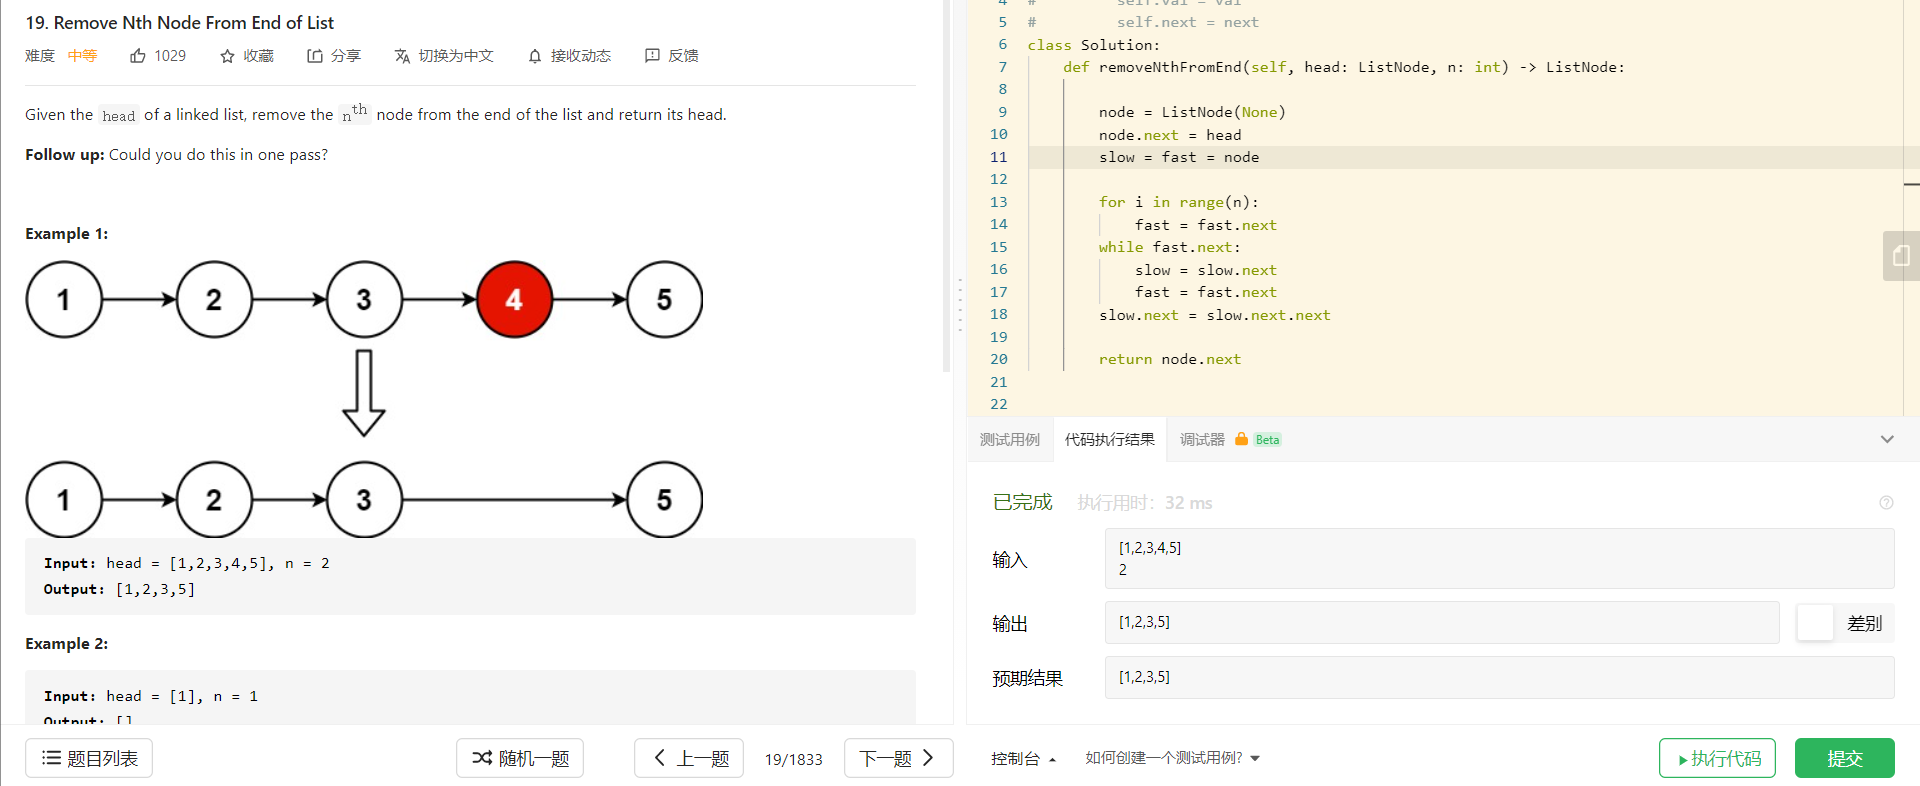 19. Remove Nth Node From End of List
难度 中等 1029 收藏 分享 切换为中文 接收动态 反馈
Given the head of a linked list, remove the nth node from the end of the list and return its head.
Follow up: Could you do this in one pass?
Example 1:
1 2 3 4 5
1 2 3 5
Input: head = [1,2,3,4,5], n = 2
Output: [1,2,3,5]
Example 2:
Input: head = [1], n = 1
Output: []
题目列表 随机一题 上一题 19/1833 下一题
4 # self.val = val
5 # self.next = next
6 class Solution:
7 def removeNthFromEnd(self, head: ListNode, n: int) -> ListNode:
8
9 node = ListNode(None)
10 node.next = head
11 slow = fast = node
12
13 for i in range(n):
14 fast = fast.next
15 while fast.next:
16 slow = slow.next
17 fast = fast.next
18 slow.next = slow.next.next
19
20 return node.next
21
22
测试用例 代码执行结果 调试器 Beta
已完成 执行用时: 32 ms
输入
[1,2,3,4,5]
2
输出 [1,2,3,5] 差别
预期结果 [1,2,3,5]
控制台 如何创建一个测试用例? 执行代码 提交